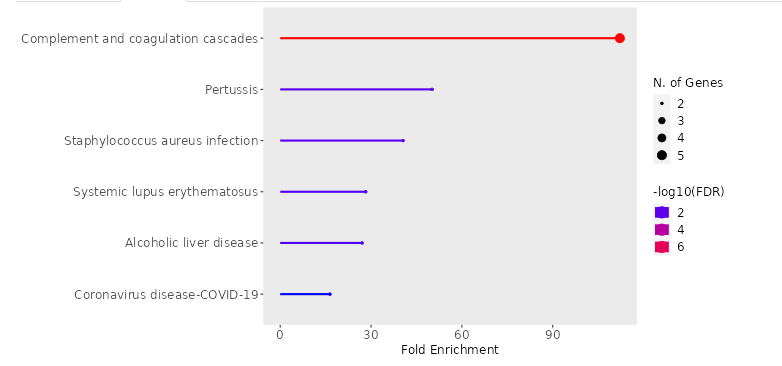 Complement and coagulation cascades
Pertussis
Staphylococcus aureus infection
Systemic lupus erythematosus
Alcoholic liver disease
Coronavirus disease-COVID-19
0 30 60 90
Fold Enrichment
N. of Genes
2
3
4
5
-log10(FDR)
2
4
6